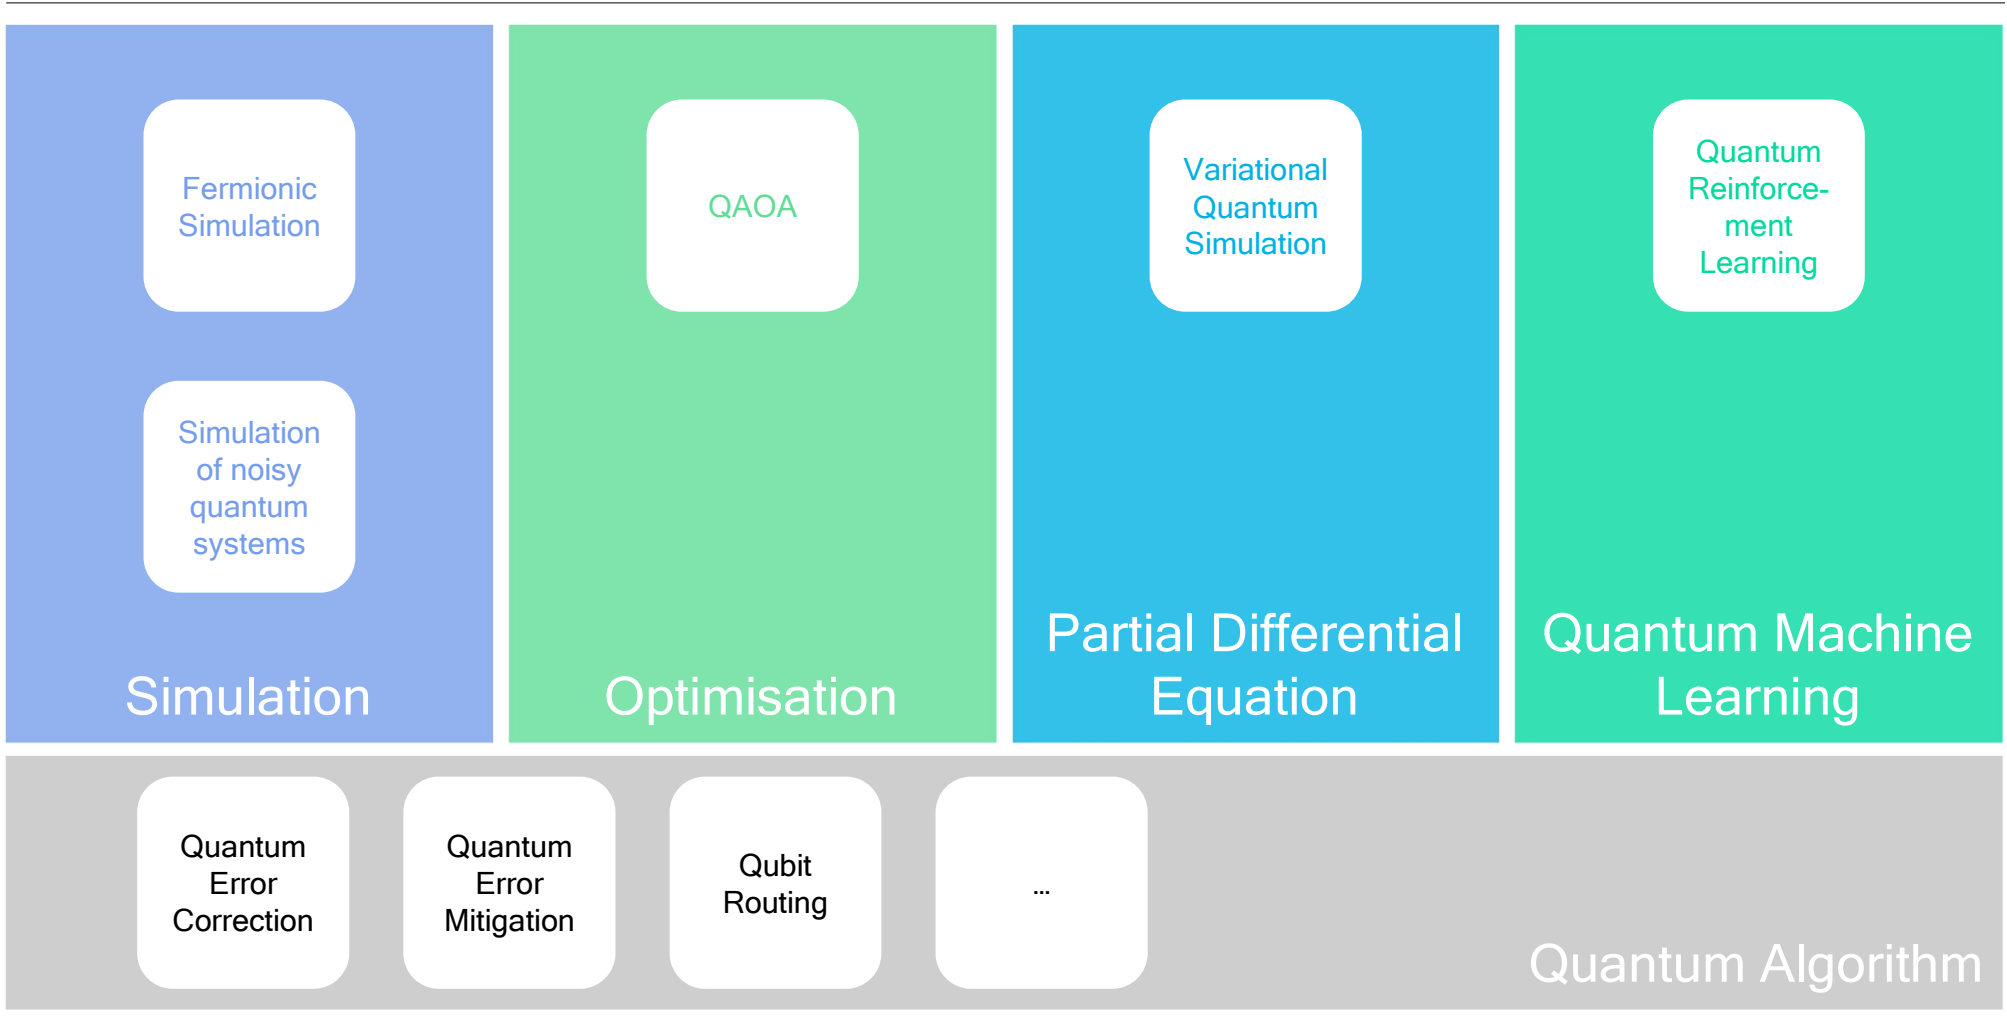 Fermionic
Simulation
Simulation
of noisy
quantum
systems
Simulation
QAOA
Optimisation
Variational
Quantum
Simulation
Partial Differential
Equation
Quantum
Reinforce-
ment
Learning
Quantum Machine
Learning
Quantum
Error
Correction
Quantum
Error
Mitigation
Qubit
Routing
...
Quantum Algorithm